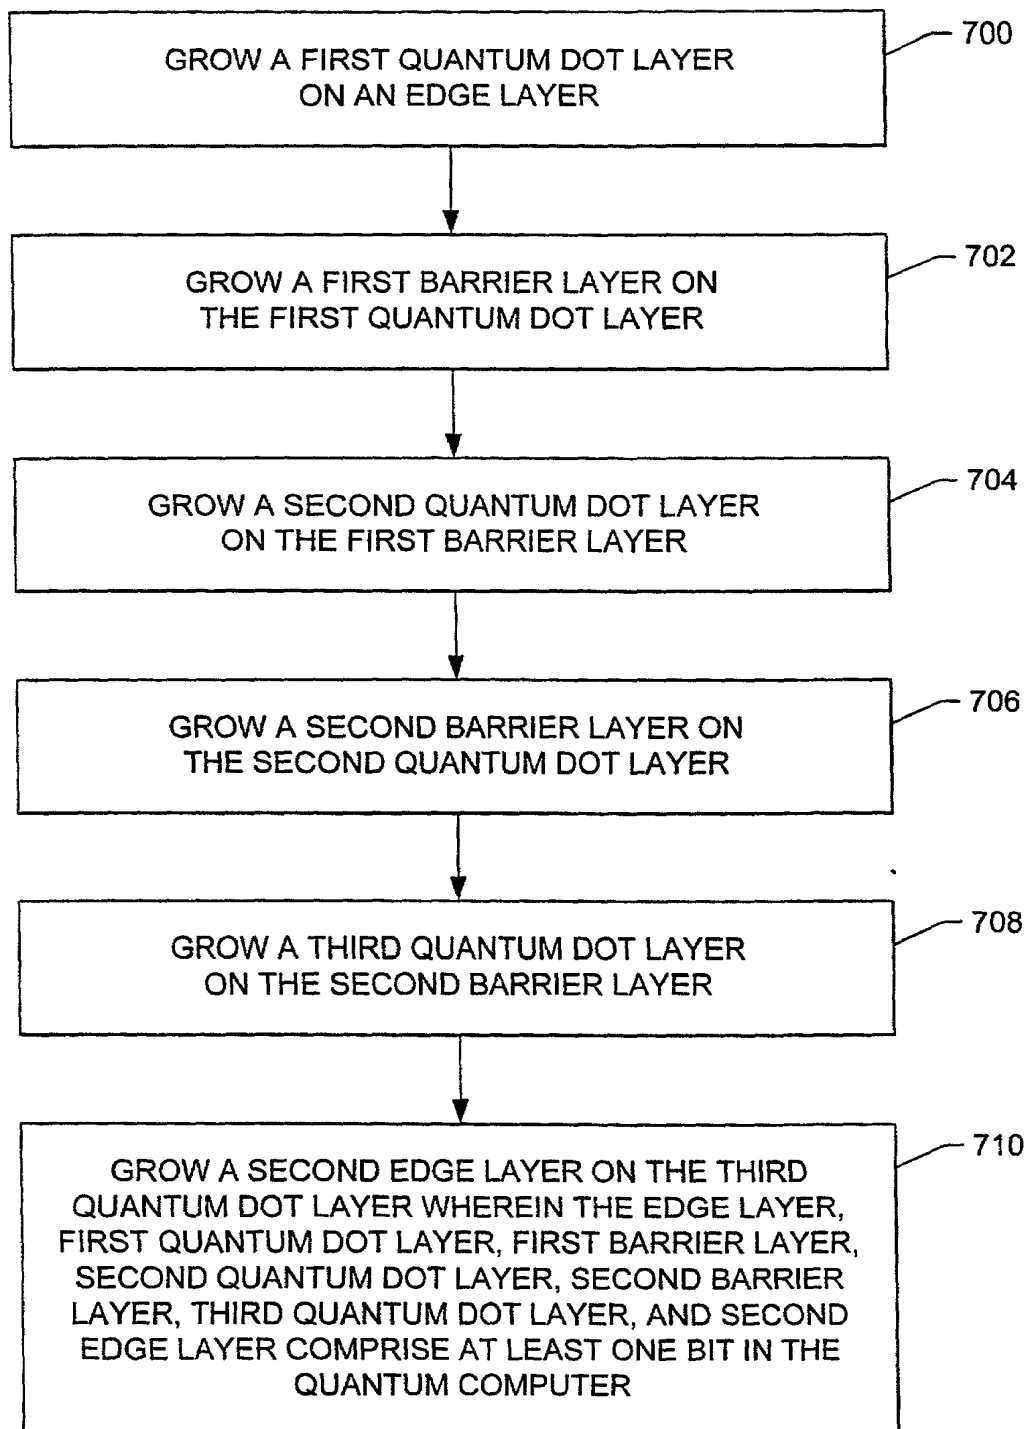 700
GROW A FIRST QUANTUM DOT LAYER
ON AN EDGE LAYER
702
GROW A FIRST BARRIER LAYER ON
THE FIRST QUANTUM DOT LAYER
704
GROW A SECOND QUANTUM DOT LAYER
ON THE FIRST BARRIER LAYER
706
GROW A SECOND BARRIER LAYER ON
THE SECOND QUANTUM DOT LAYER
708
GROW A THIRD QUANTUM DOT LAYER
ON THE SECOND BARRIER LAYER
710
GROW A SECOND EDGE LAYER ON THE THIRD
QUANTUM DOT LAYER WHEREIN THE EDGE LAYER,
FIRST QUANTUM DOT LAYER, FIRST BARRIER LAYER,
SECOND QUANTUM DOT LAYER, SECOND BARRIER
LAYER, THIRD QUANTUM DOT LAYER, AND SECOND
EDGE LAYER COMPRISE AT LEAST ONE BIT IN THE
QUANTUM COMPUTER